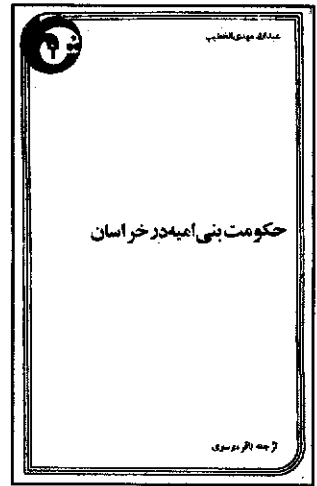 عبدالله مهدی الخطیب
حکومت بنی امیه در خراسان
ترجمه باقر موسوی